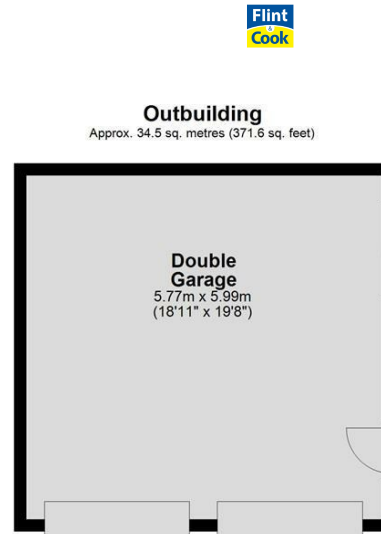 Flint
&
Cook
Outbuilding
Approx. 34.5 sq. metres (371.6 sq. feet)
Double
Garage
5.77m x 5.99m
(18'11" x 19'8")